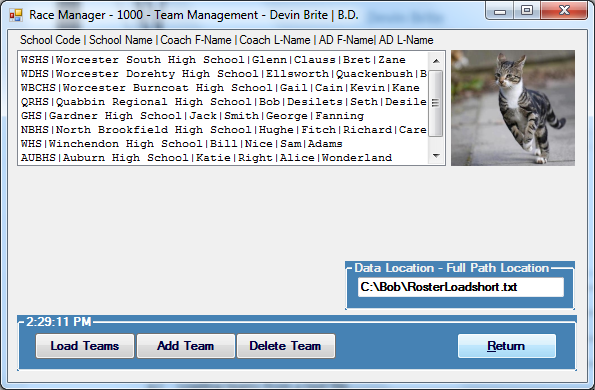 Race Manager - 1000 - Team Management - Devin Brite | B.D.
School Code | School Name | Coach F-Name | Coach L-Name | AD F-Name| AD L-Name
WSHS|Worcester South High School|Glenn|Clauss|Bret|Zane
WDHS|Worcester Dorehty High School|Ellsworth|Quackenbush|B
WBCHS|Worcester Burncoat High School|Gail|Cain|Kevin|Kane
QRHS|Quabbin Regional High School|Bob|Desilets|Seth|Desilets
GHS|Gardner High School|Jack|Smith|George|Fanning
NBHS|North Brookfield High School|Hughe|Fitch|Richard|Care
WHS|Winchendon High School|Bill|Nice|Sam|Adams
AUBHS|Auburn High School|Katie|Right|Alice|Wonderland
Data Location - Full Path Location
C:\Bob\RosterLoadshort.txt
2:29:11 PM
Load Teams Add Team Delete Team Return